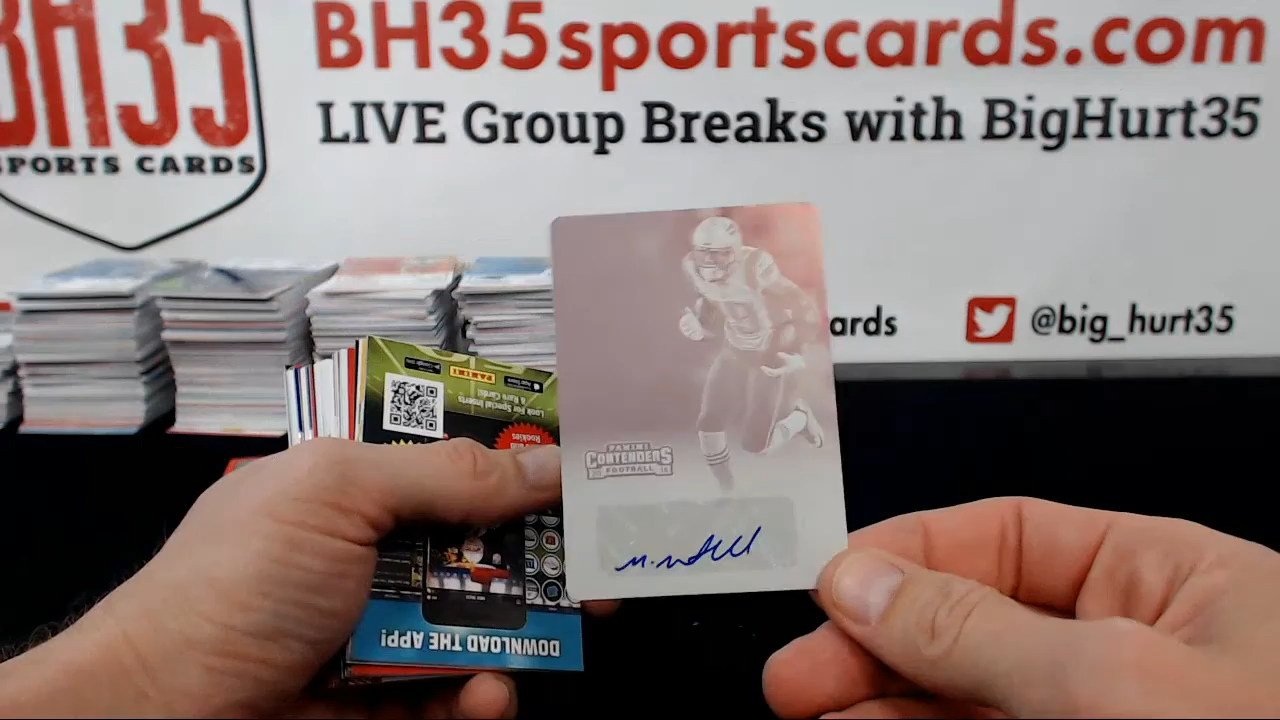 BH35
SPORTS CARDS
BH35sportscards.com
LIVE Group Breaks with BigHurt35
ards
@big_hurt35
PANINI
Look For Special Inserts
& Rare Cards!
Rookies
PANINI
CONTENDERS
FOOTBALL
DOWNLOAD THE APP!